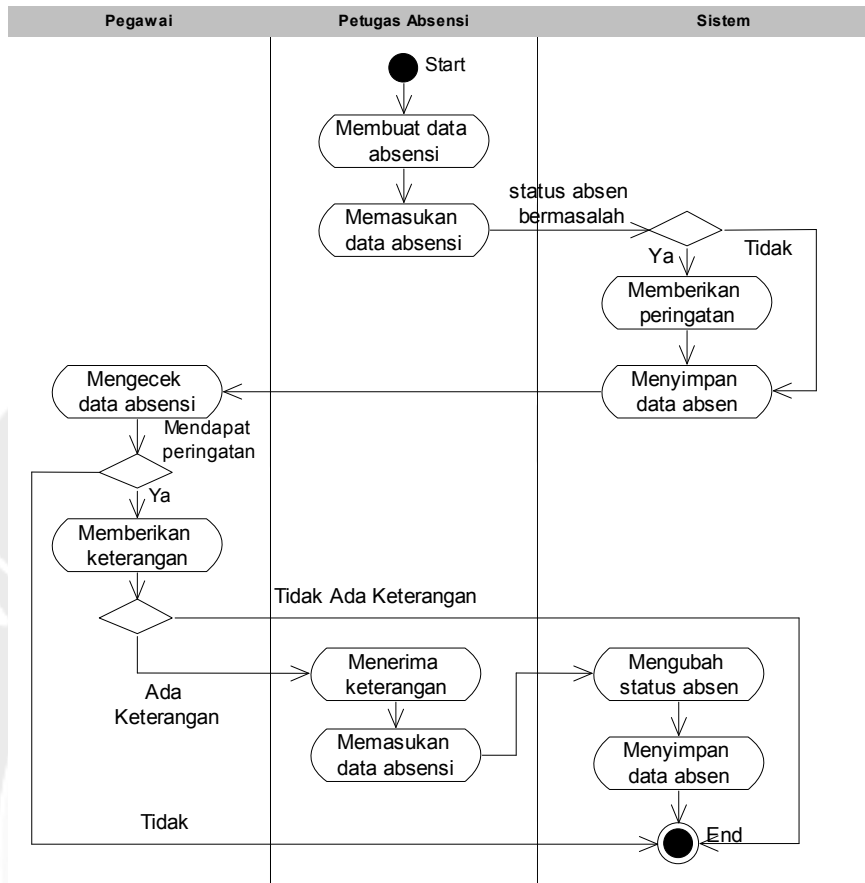 Pegawai
Petugas Absensi
Sistem
Start
Membuat data
absensi
Memasukan
data absensi
status absen
bermasalah
Ya
Tidak
Memberikan
peringatan
Menyimpan
data absen
Mengecek
data absensi
Mendapat
peringatan
Ya
Memberikan
keterangan
Tidak Ada Keterangan
Ada
Keterangan
Menerima
keterangan
Memasukan
data absensi
Mengubah
status absen
Menyimpan
data absen
Tidak
End